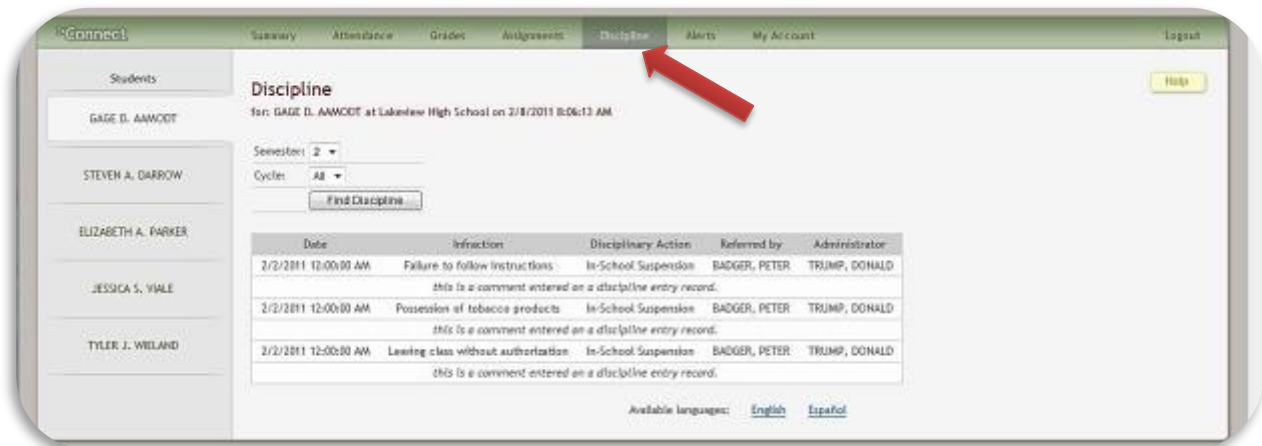 Connect
Summary Attendance Grades Assignments Discipline Alerts My Account Logout
Students
GAGE D. AAMODT
STEVEN A. DARROW
ELIZABETH A. PARKER
JESSICA S. VIALE
TYLER J. WIELAND
Help
Discipline
for: GAGE D. AAMODT at Lakeview High School on 2/8/2011 8:06:13 AM
Semester: 2
Cycle: All
Find Discipline
Date Infraction Disciplinary Action Referred by Administrator
2/2/2011 12:00:00 AM Failure to follow instructions In-School Suspension BADGER, PETER TRUMP, DONALD
this is a comment entered on a discipline entry record.
2/2/2011 12:00:00 AM Possession of tobacco products In-School Suspension BADGER, PETER TRUMP, DONALD
this is a comment entered on a discipline entry record.
2/2/2011 12:00:00 AM Leaving class without authorization In-School Suspension BADGER, PETER TRUMP, DONALD
this is a comment entered on a discipline entry record.
Available languages: English Español